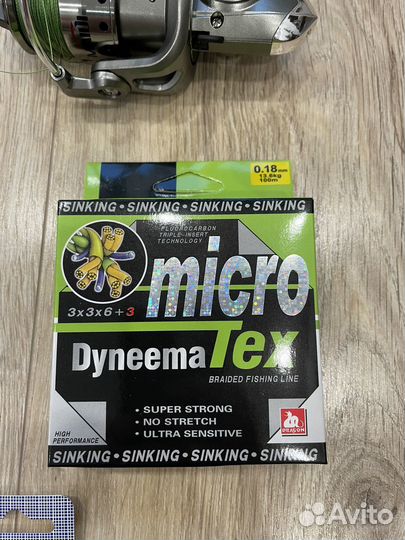 0.18mm
13.6kg
100m
SINKING • SINKING • SINKING • SINKING
FLUOROCARBON
TRIPLE-INSERT
TECHNOLOGY
micro
3x3x6+3
Dyneema Tex
BRAIDED FISHING LINE
• SUPER STRONG
• NO STRETCH
• ULTRA SENSITIVE
HIGH
PERFORMANCE
DRAGON
SINKING • SINKING • SINKING • SINKING
Avito